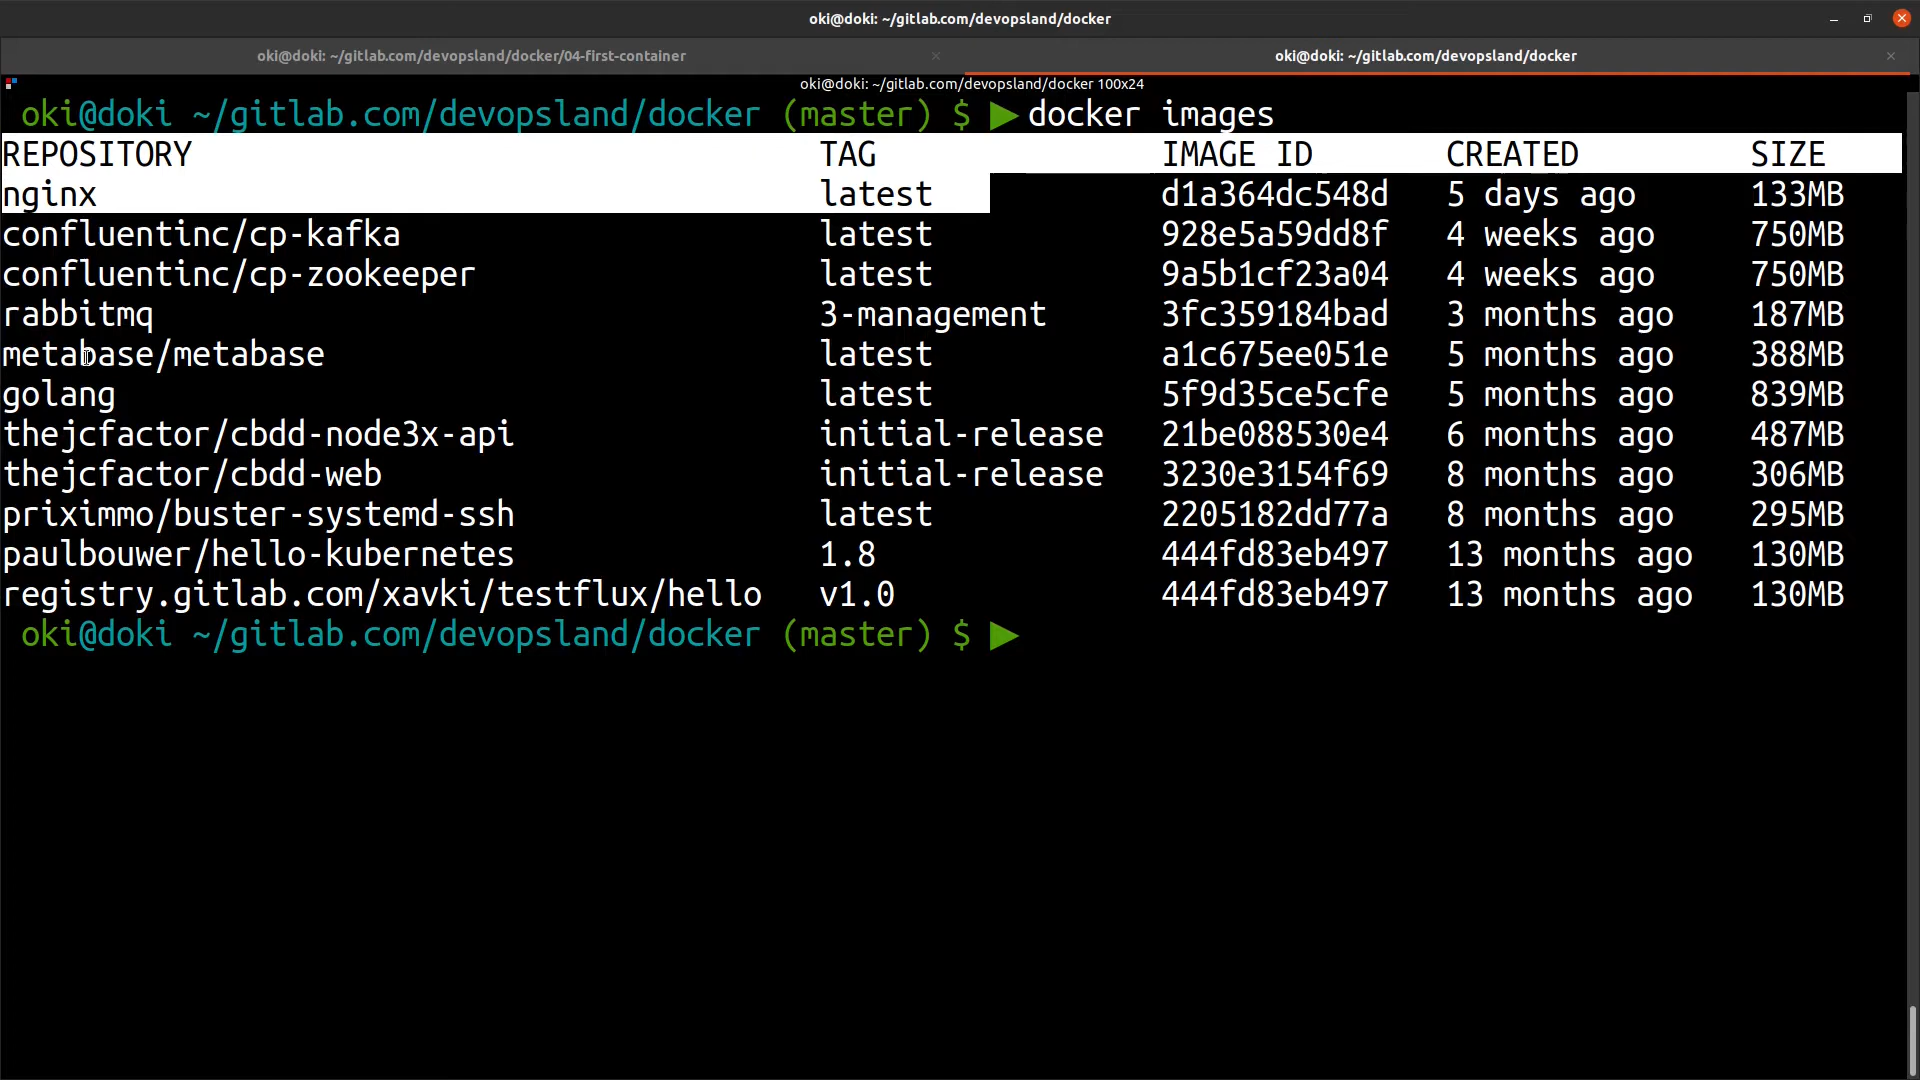 oki@doki: ~/gitlab.com/devopsland/docker
oki@doki: ~/gitlab.com/devopsland/docker/04-first-container × oki@doki: ~/gitlab.com/devopsland/docker ×
oki@doki: ~/gitlab.com/devopsland/docker 100x24
oki@doki ~/gitlab.com/devopsland/docker (master) $ ▶ docker images
REPOSITORY TAG IMAGE ID CREATED SIZE
nginx latest d1a364dc548d 5 days ago 133MB
confluentinc/cp-kafka latest 928e5a59dd8f 4 weeks ago 750MB
confluentinc/cp-zookeeper latest 9a5b1cf23a04 4 weeks ago 750MB
rabbitmq 3-management 3fc359184bad 3 months ago 187MB
metabase/metabase latest a1c675ee051e 5 months ago 388MB
golang latest 5f9d35ce5cfe 5 months ago 839MB
thejcfactor/cbdd-node3x-api initial-release 21be088530e4 6 months ago 487MB
thejcfactor/cbdd-web initial-release 3230e3154f69 8 months ago 306MB
priximmo/buster-systemd-ssh latest 2205182dd77a 8 months ago 295MB
paulbouwer/hello-kubernetes 1.8 444fd83eb497 13 months ago 130MB
registry.gitlab.com/xavki/testflux/hello v1.0 444fd83eb497 13 months ago 130MB
oki@doki ~/gitlab.com/devopsland/docker (master) $ ▶